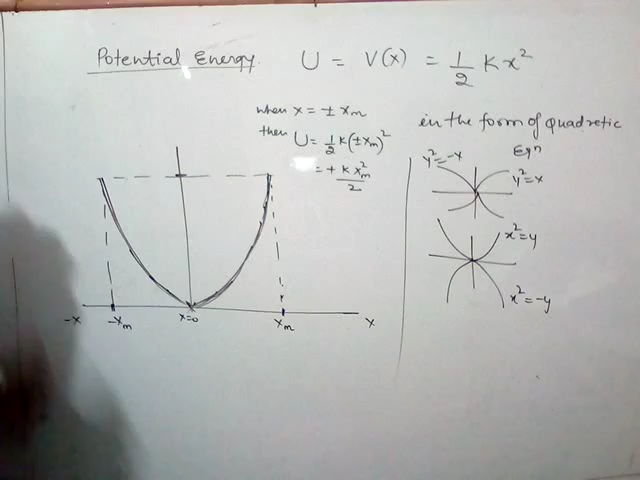 Potential Energy. U = V(x) = 1/2 Kx²
when x = ± xm
then U = 1/2 k(±xm)²
= + k xm²/2
in the form of quadretic
Eqⁿ
y²=-x
y²=x
x²=y
x²=-y
-x -xm x=0 xm x